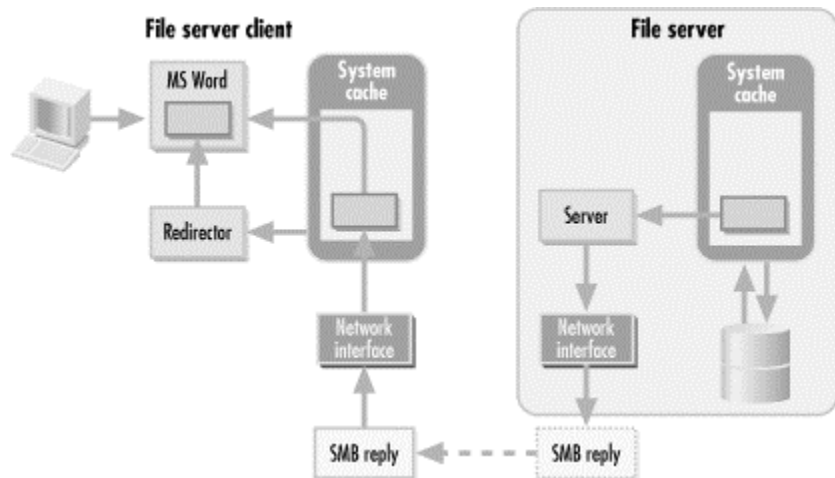 File server client
File server
MS Word
System
cache
System
cache
Redirector
Server
Network
interface
Network
interface
SMB reply
SMB reply